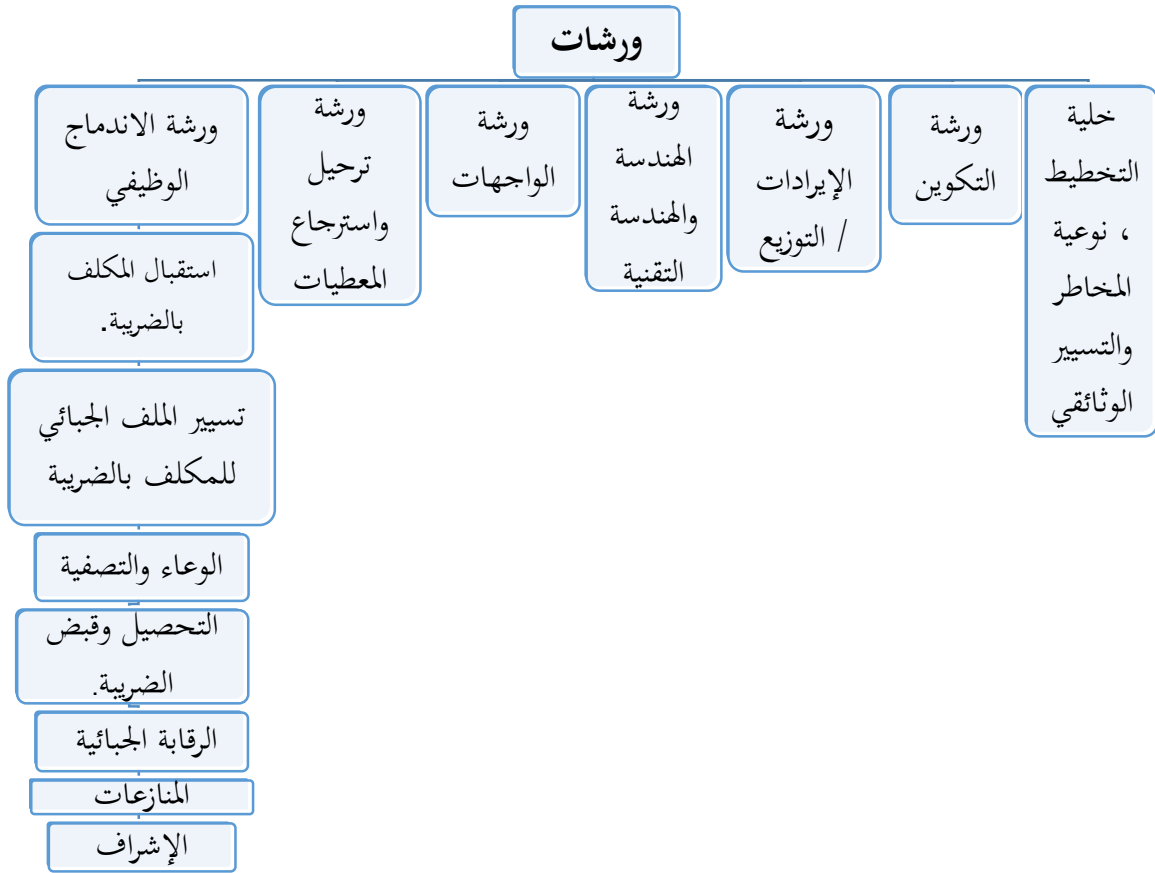 ورشات
خلية
التخطيط
، نوعية
المخاطر
والتسيير
الوثائقي
ورشة
التكوين
ورشة
الإيرادات
/ التوزيع
ورشة
الهندسة
والهندسة
التقنية
ورشة
الواجهات
ورشة
ترحيل
واسترجاع
المعطيات
ورشة الاندماج
الوظيفي
استقبال المكلف
بالضريبة.
تسيير الملف الجبائي
للمكلف بالضريبة
الوعاء والتصفية
التحصيل وقبض
الضريبة.
الرقابة الجبائية
المنازعات
الإشراف